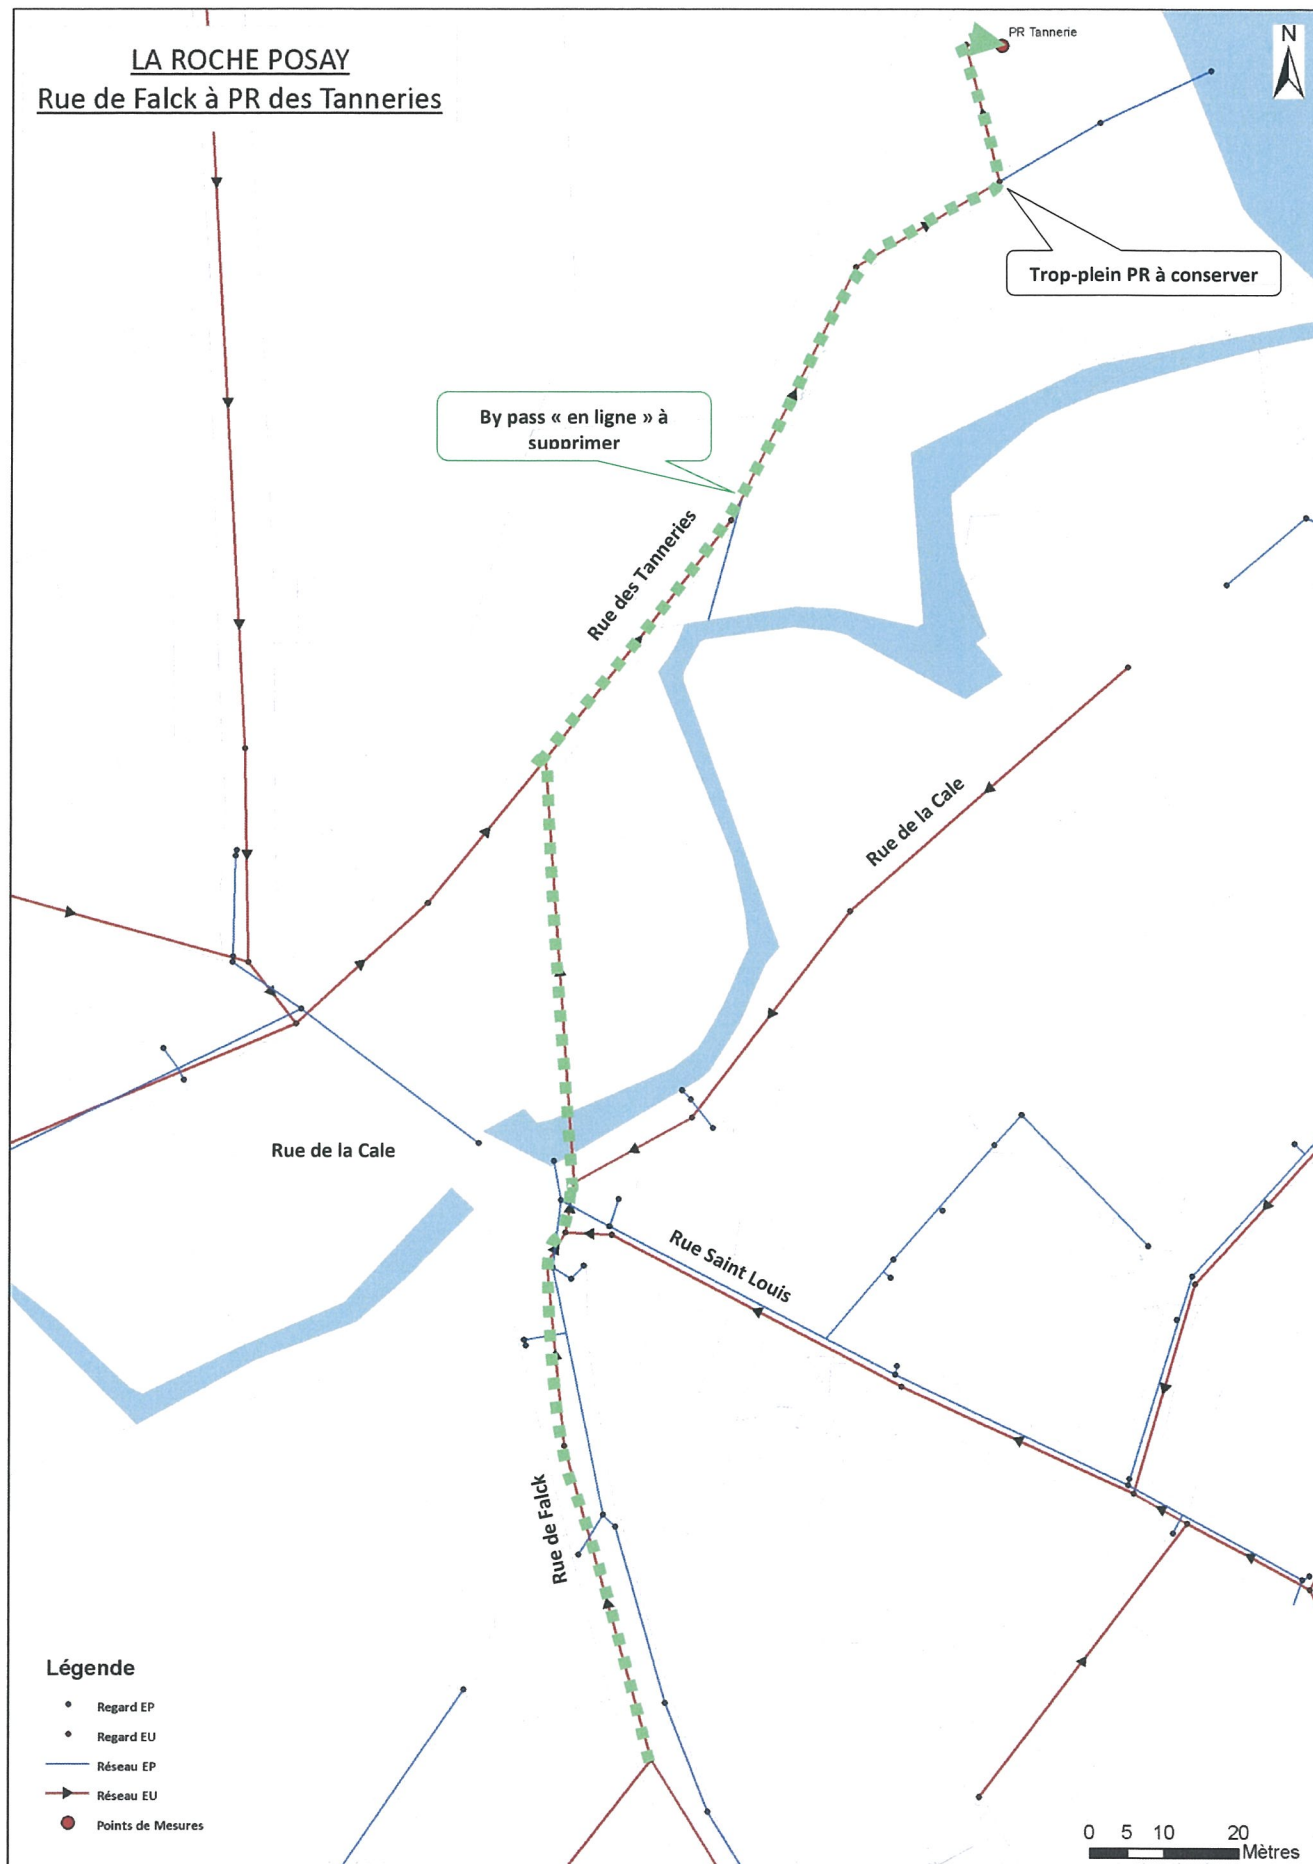 LA ROCHE POSAY
Rue de Falck à PR des Tanneries
PR Tannerie
N
Trop-plein PR à conserver
By pass « en ligne » à
supprimer
Rue des Tanneries
Rue de la Cale
Rue de la Cale
Rue Saint Louis
Rue de Falck
Légende
Regard EP
Regard EU
Réseau EP
Réseau EU
Points de Mesures
0 5 10 20
Mètres